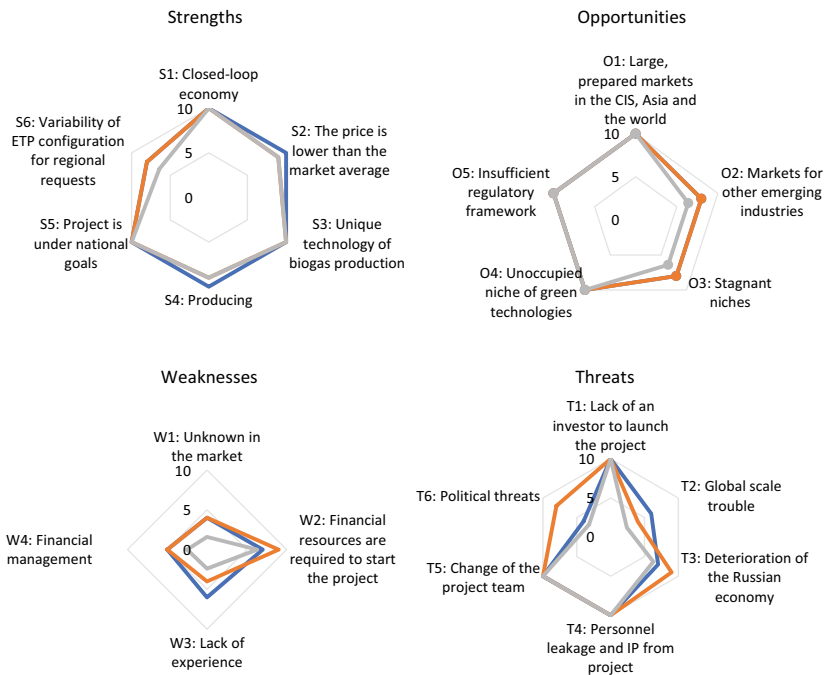 Strengths
S1: Closed-loop
economy
10
5
0
S2: The price is
lower than the
market average
S3: Unique
technology of
biogas production
S4: Producing
S5: Project is
under national
goals
S6: Variability of
ETP configuration
for regional
requests
Opportunities
O1: Large,
prepared markets
in the CIS, Asia and
the world
10
5
0
O2: Markets for
other emerging
industries
O3: Stagnant
niches
O4: Unoccupied
niche of green
technologies
O5: Insufficient
regulatory
framework
Weaknesses
W1: Unknown in
the market
10
5
0
W2: Financial
resources are
required to start
the project
W3: Lack of
experience
W4: Financial
management
Threats
T1: Lack of an
investor to launch
the project
10
5
0
T2: Global scale
trouble
T3: Deterioration of
the Russian
economy
T4: Personnel
leakage and IP from
project
T5: Change of the
project team
T6: Political threats